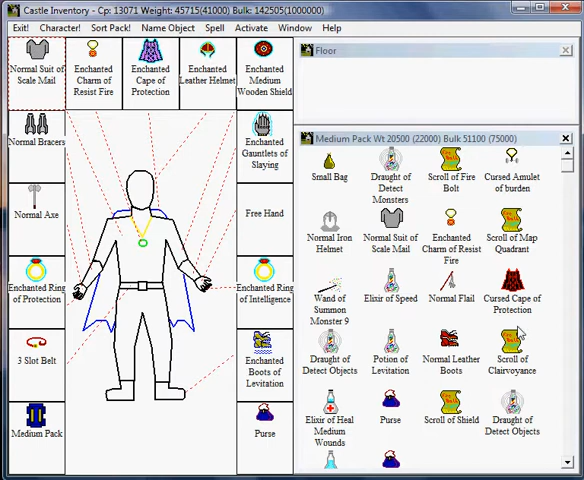 Castle Inventory - Cp: 13071 Weight: 45715(41000) Bulk: 142505(1000000)
Exit! Character! Sort Pack! Name Object Spell Activate Window Help
Normal Suit of
Scale Mail
Enchanted
Charm of
Resist Fire
Enchanted
Cape of
Protection
Enchanted
Leather Helmet
Enchanted
Medium
Wooden Shield
Normal Bracers
Enchanted
Gauntlets of
Slaying
Normal Axe
Free Hand
Enchanted Ring
of Protection
Enchanted Ring
of Intelligence
3 Slot Belt
Enchanted
Boots of
Levitation
Medium Pack
Purse
Floor
Medium Pack Wt 20500 (22000) Bulk 51100 (75000)
Small Bag
Draught of
Detect
Monsters
Scroll of Fire
Bolt
Cursed Amulet
of burden
Normal Iron
Helmet
Normal Suit of
Scale Mail
Enchanted
Charm of Resist
Fire
Scroll of Map
Quadrant
Wand of
Summon
Monster 9
Elixir of Speed
Normal Flail
Cursed Cape of
Protection
Draught of
Detect Objects
Potion of
Levitation
Normal Leather
Boots
Scroll of
Clairvoyance
Elixir of Heal
Medium
Wounds
Purse
Scroll of Shield
Draught of
Detect Objects